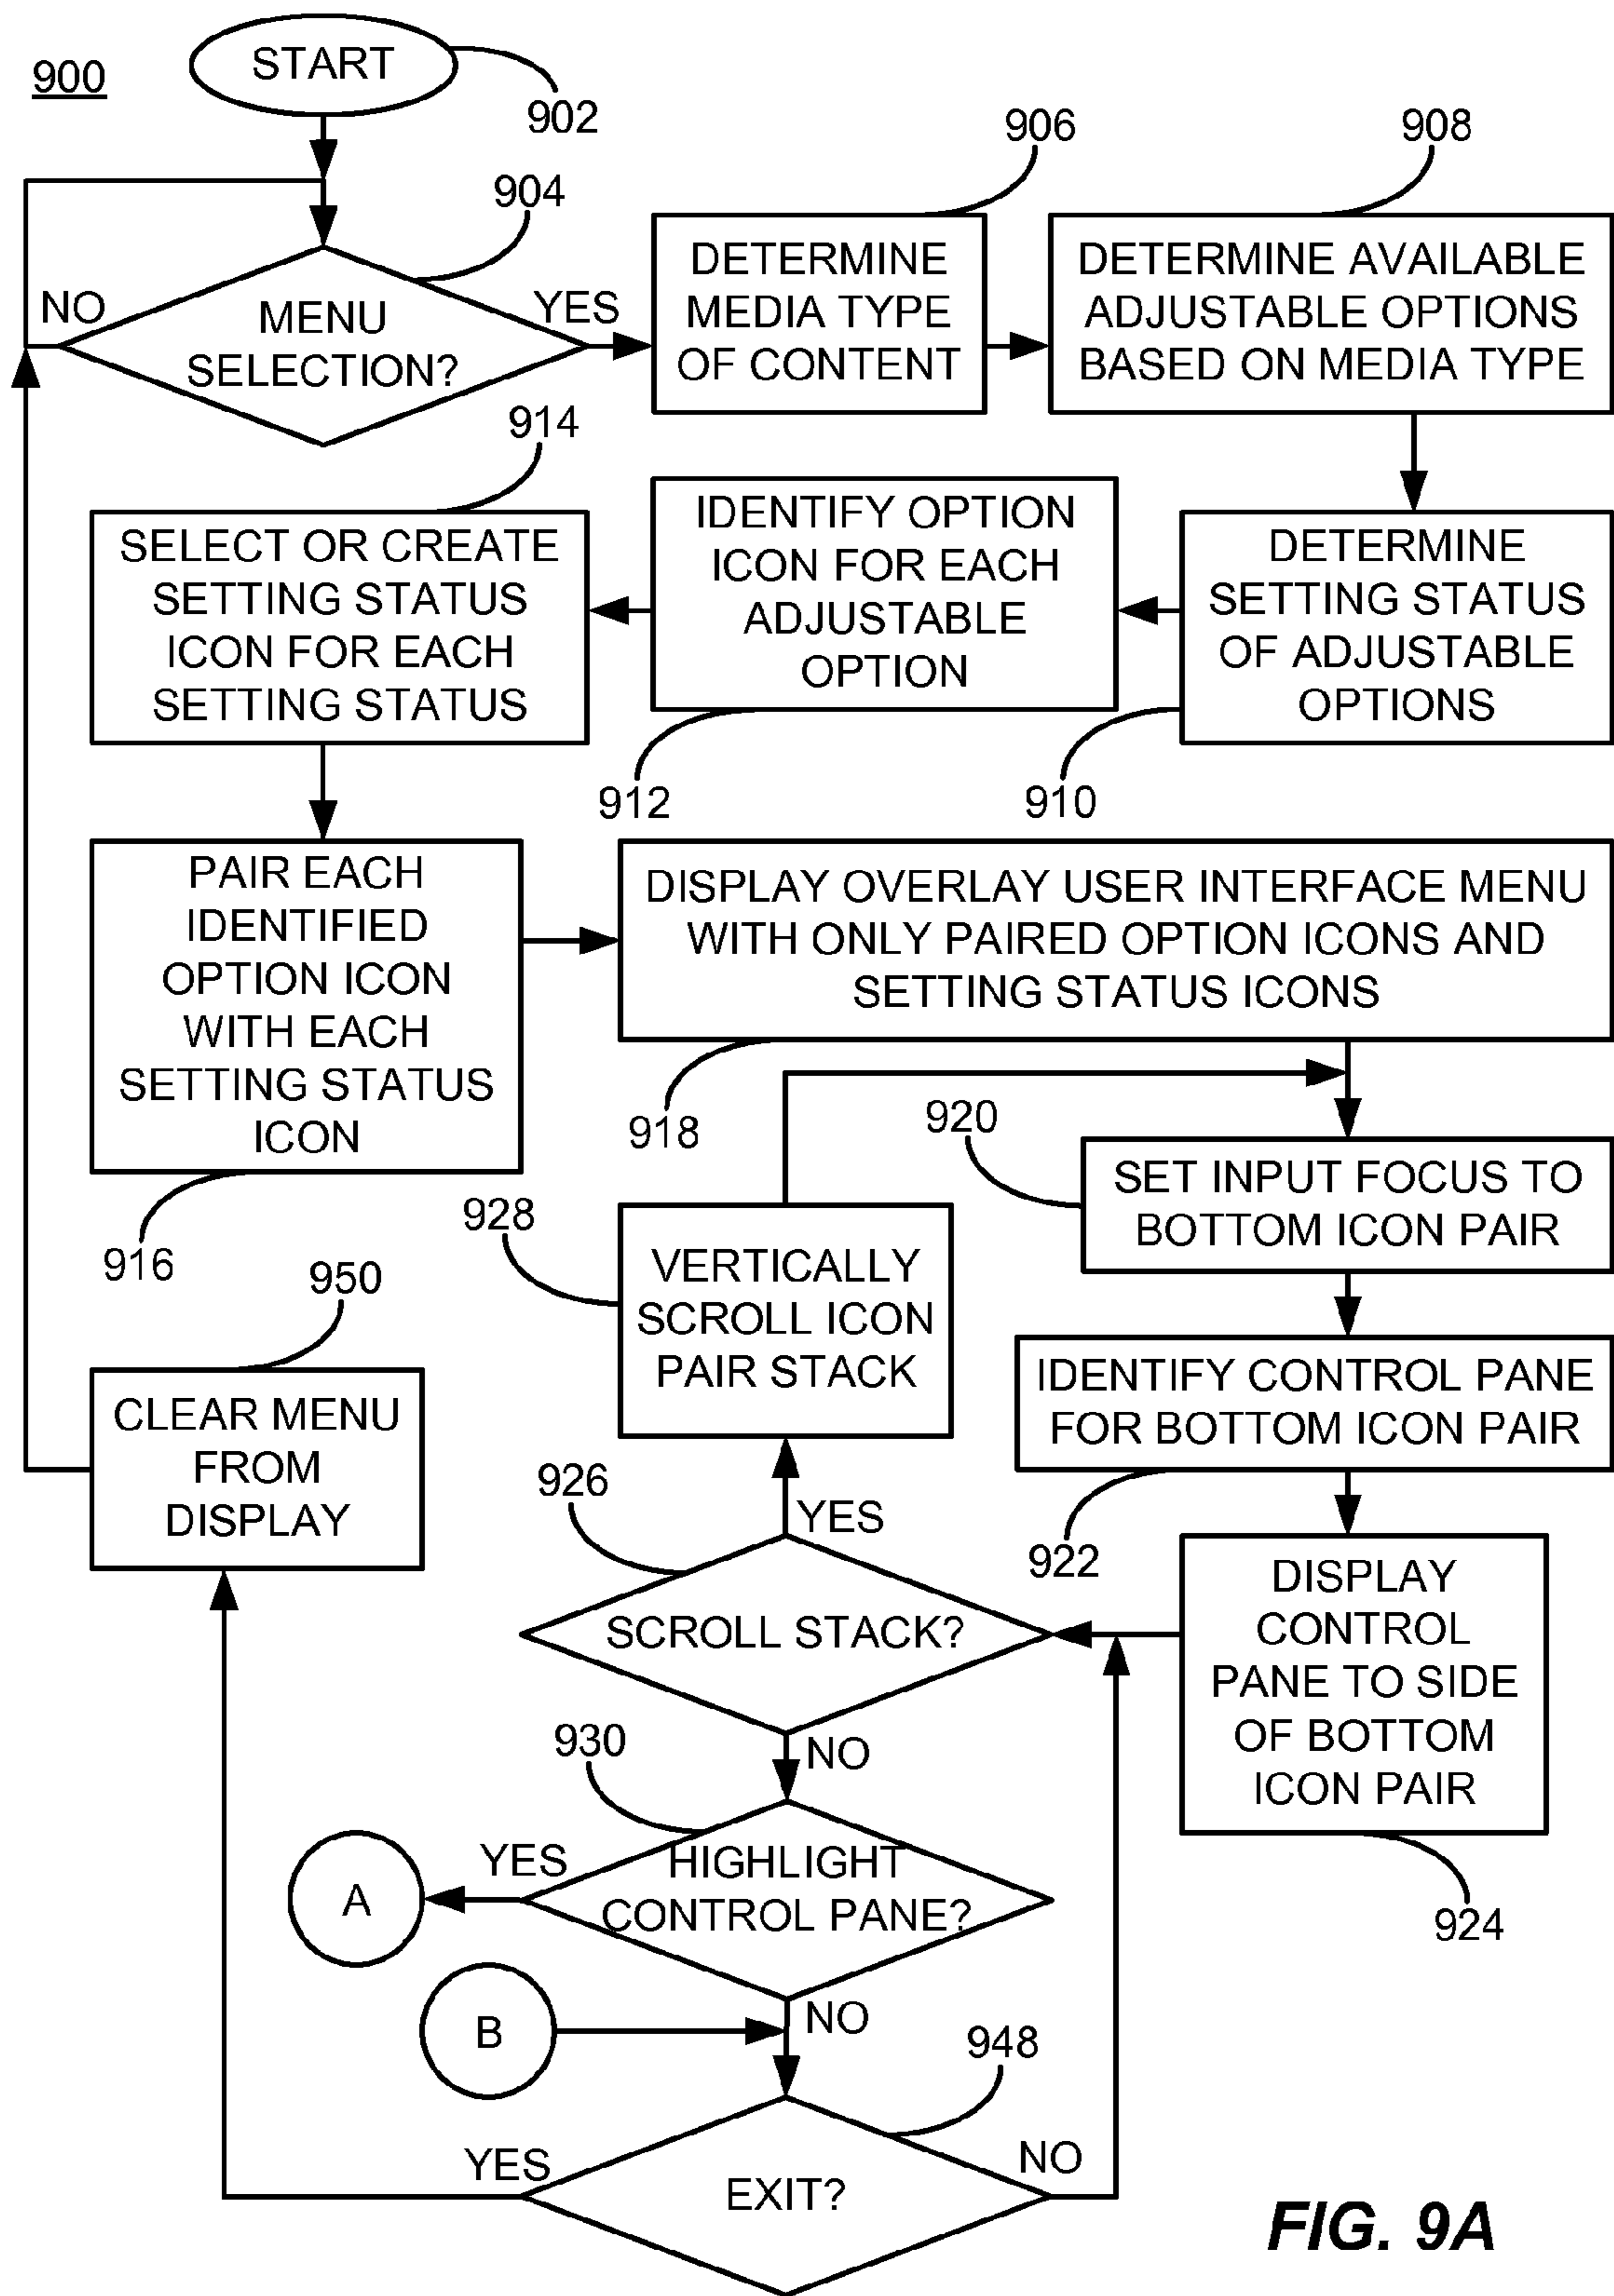 900
START
902
904
NO
MENU
SELECTION?
YES
906
DETERMINE
MEDIA TYPE
OF CONTENT
908
DETERMINE AVAILABLE
ADJUSTABLE OPTIONS
BASED ON MEDIA TYPE
DETERMINE
SETTING STATUS
OF ADJUSTABLE
OPTIONS
910
IDENTIFY OPTION
ICON FOR EACH
ADJUSTABLE
OPTION
912
914
SELECT OR CREATE
SETTING STATUS
ICON FOR EACH
SETTING STATUS
PAIR EACH
IDENTIFIED
OPTION ICON
WITH EACH
SETTING STATUS
ICON
916
DISPLAY OVERLAY USER INTERFACE MENU
WITH ONLY PAIRED OPTION ICONS AND
SETTING STATUS ICONS
918
920
SET INPUT FOCUS TO
BOTTOM ICON PAIR
IDENTIFY CONTROL PANE
FOR BOTTOM ICON PAIR
922
DISPLAY
CONTROL
PANE TO SIDE
OF BOTTOM
ICON PAIR
924
928
VERTICALLY
SCROLL ICON
PAIR STACK
926
YES
SCROLL STACK?
NO
930
YES
HIGHLIGHT
CONTROL PANE?
A
NO
B
948
YES
EXIT?
NO
950
CLEAR MENU
FROM
DISPLAY
FIG. 9A